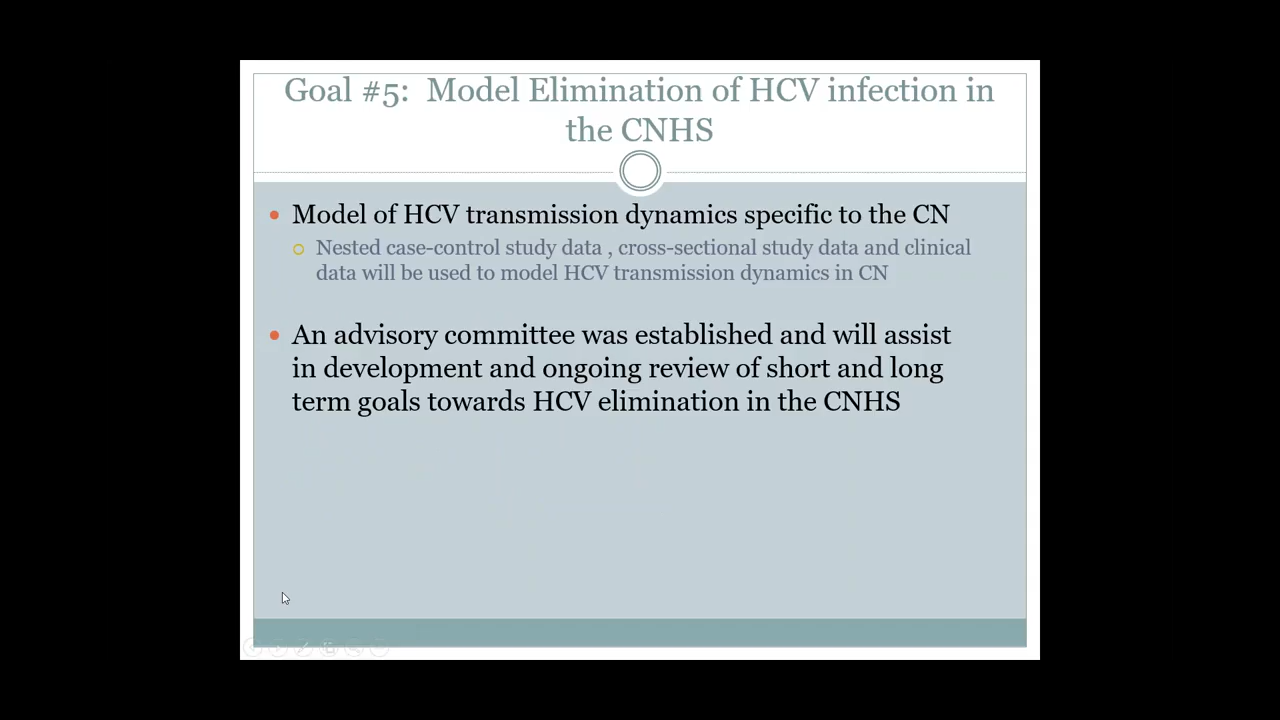 Goal #5:  Model Elimination of HCV infection in
the CNHS
Model of HCV transmission dynamics specific to the CN
Nested case-control study data , cross-sectional study data and clinical
data will be used to model HCV transmission dynamics in CN
An advisory committee was established and will assist
in development and ongoing review of short and long
term goals towards HCV elimination in the CNHS